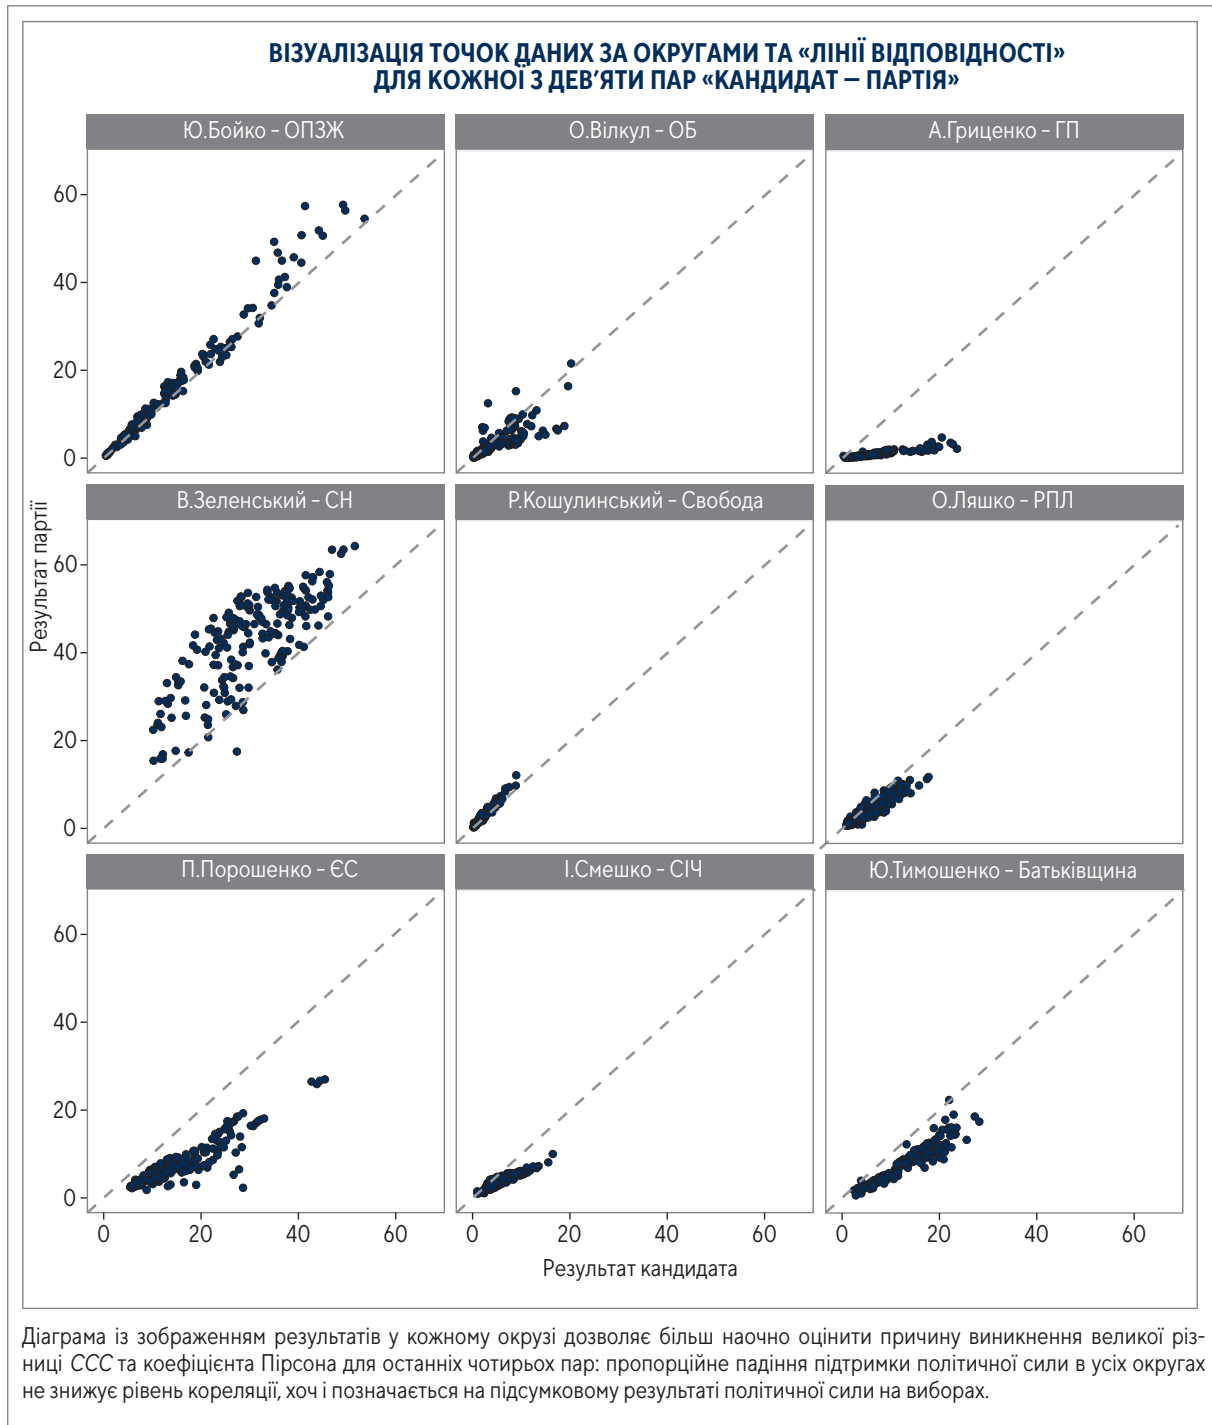 ВІЗУАЛІЗАЦІЯ ТОЧОК ДАНИХ ЗА ОКРУГАМИ ТА «ЛІНІЇ ВІДПОВІДНОСТІ»
ДЛЯ КОЖНОЇ З ДЕВ’ЯТИ ПАР «КАНДИДАТ – ПАРТІЯ»
Ю.Бойко – ОПЗЖ
О.Вілкул – ОБ
А.Гриценко – ГП
60
40
20
0
В.Зеленський – СН
Р.Кошулинський – Свобода
О.Ляшко – РПЛ
Результат партії
60
40
20
0
П.Порошенко – ЄС
І.Смешко – СІЧ
Ю.Тимошенко – Батьківщина
60
40
20
0
0 20 40 60
0 20 40 60
0 20 40 60
Результат кандидата
Діаграма із зображенням результатів у кожному окрузі дозволяє більш наочно оцінити причину виникнення великої різ-
ниці CCC та коефіцієнта Пірсона для останніх чотирьох пар: пропорційне падіння підтримки політичної сили в усіх округах
не знижує рівень кореляції, хоч і позначається на підсумковому результаті політичної сили на виборах.